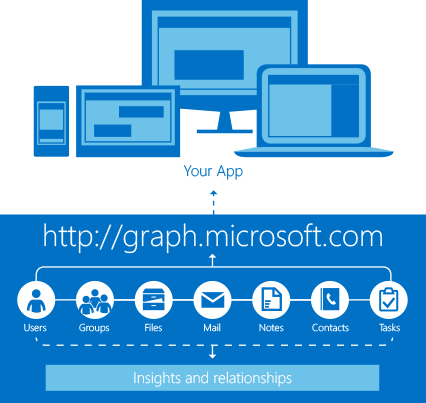 Your App
http://graph.microsoft.com
Users Groups Files Mail Notes Contacts Tasks
Insights and relationships